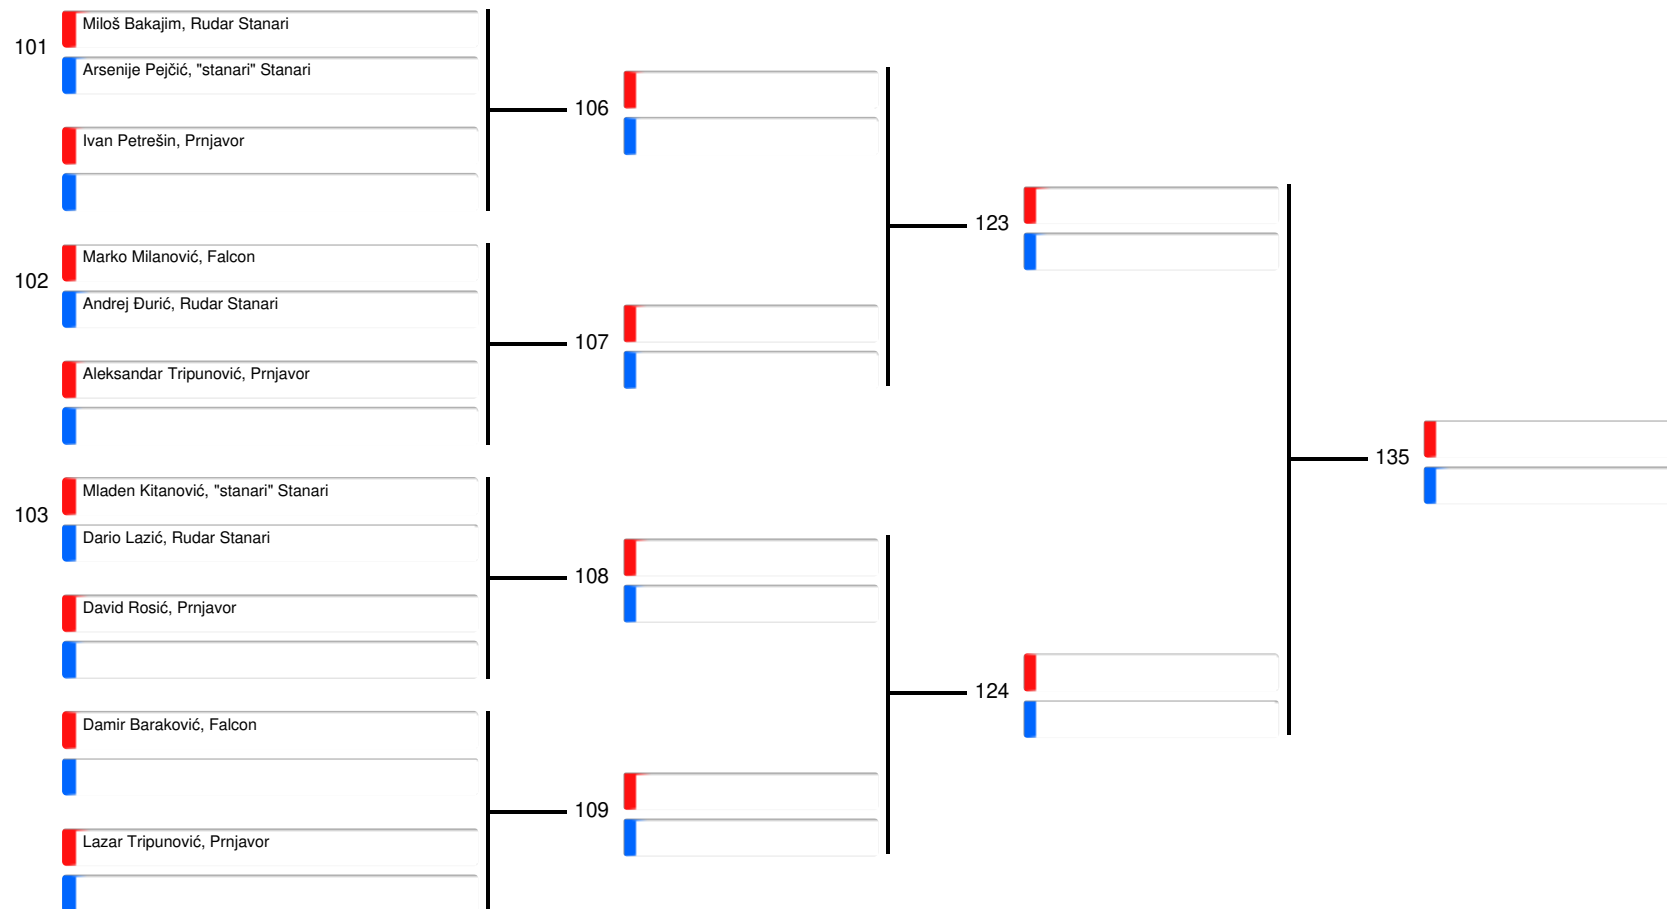 Miloš Bakajim, Rudar Stanari
101
Arsenije Pejčić, "stanari" Stanari
106
Ivan Petrešin, Prnjavor
123
Marko Milanović, Falcon
102
Andrej Đurić, Rudar Stanari
107
Aleksandar Tripunović, Prnjavor
135
Mladen Kitanović, "stanari" Stanari
103
Dario Lazić, Rudar Stanari
108
David Rosić, Prnjavor
124
Damir Baraković, Falcon
109
Lazar Tripunović, Prnjavor